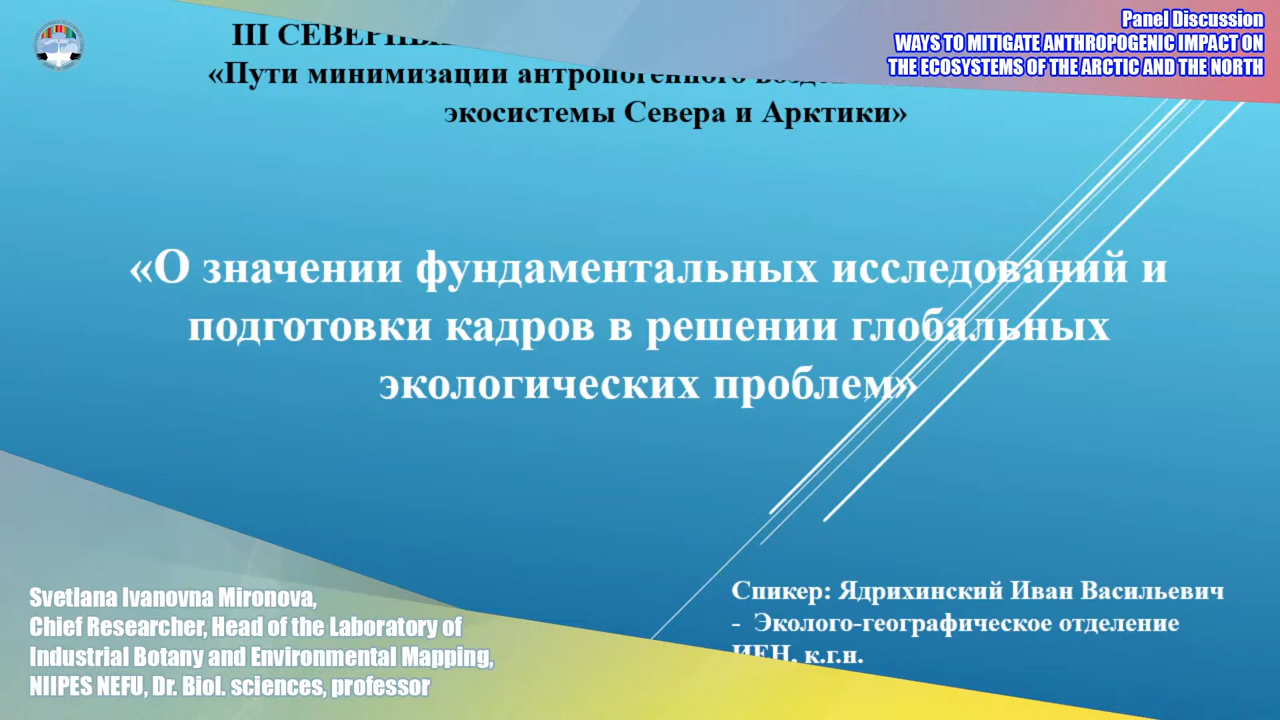 III
«Пути минимизации антропогенного
экосистемы Севера и Арктики»
Panel Discussion
WAYS TO MITIGATE ANTHROPOGENIC IMPACT ON
THE ECOSYSTEMS OF THE ARCTIC AND THE NORTH
«О значении фундаментальных исследований и
подготовки кадров в решении глобальных
экологических проблем»
Спикер: Ядрихинский Иван Васильевич
- Эколого-географическое отделение
ИЕН, к.г.н.
Svetlana Ivanovna Mironova,
Chief Researcher, Head of the Laboratory of
Industrial Botany and Environmental Mapping,
NIIPES NEFU, Dr. Biol. sciences, professor